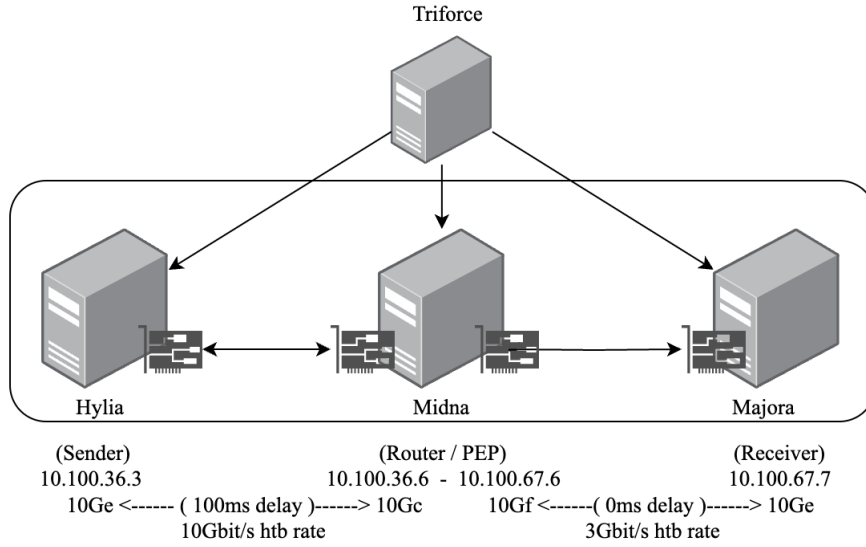 Triforce
Hylia Midna Majora
(Sender) (Router / PEP) (Receiver)
10.100.36.3 10.100.36.6 - 10.100.67.6 10.100.67.7
10Ge <------ ( 100ms delay )------> 10Gc 10Gf <------ ( 0ms delay )------> 10Ge
10Gbit/s htb rate 3Gbit/s htb rate